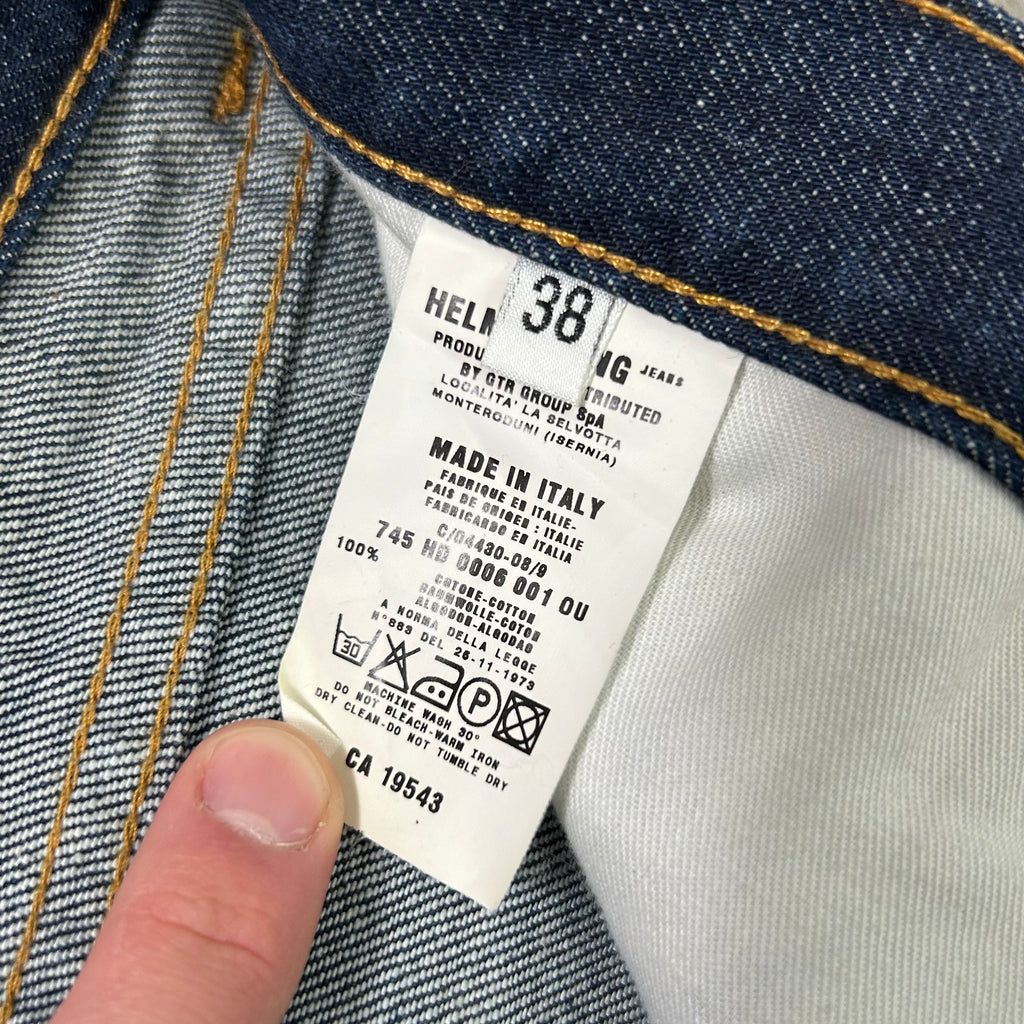 38
HELM NG JEANS
PRODU TRIBUTED
BY GTR GROUP SpA
LOCALITA' LA SELVOTTA
MONTERODUNI (ISERNIA)
MADE IN ITALY
FABRIQUE EN ITALIE-
PAIS DE ORIGEN : ITALIE
FABRICARDO EN ITALIA
C/04430-08/9
745 HD 0006 001 OU
100%
COTONE-COTTON
BAUMWOLLE-COTON
ALGODON-ALGODAO
A NORMA DELLA LEGGE
N°883 DEL 26-11-1973
30
P
MACHINE WASH 30°
DO NOT BLEACH-WARM IRON
DRY CLEAN-DO NOT TUMBLE DRY
CA 19543